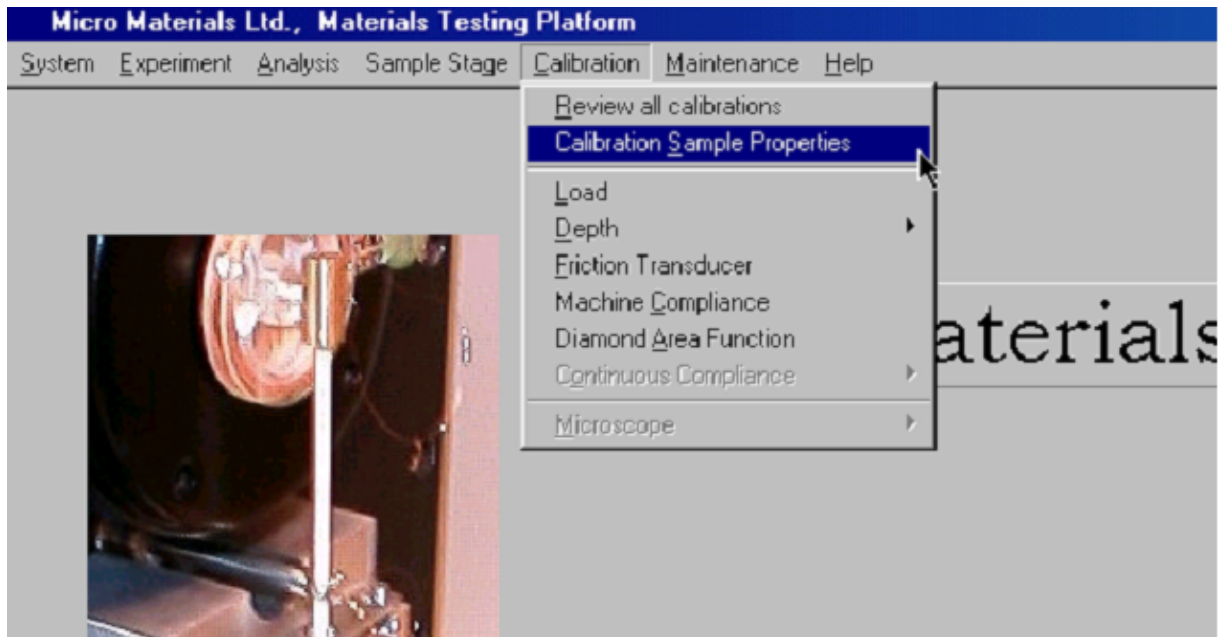 Micro Materials Ltd., Materials Testing Platform
System Experiment Analysis Sample Stage Calibration Maintenance Help
Review all calibrations
Calibration Sample Properties
Load
Depth
Friction Transducer
Machine Compliance
Diamond Area Function
Continuous Compliance
Microscope
aterials